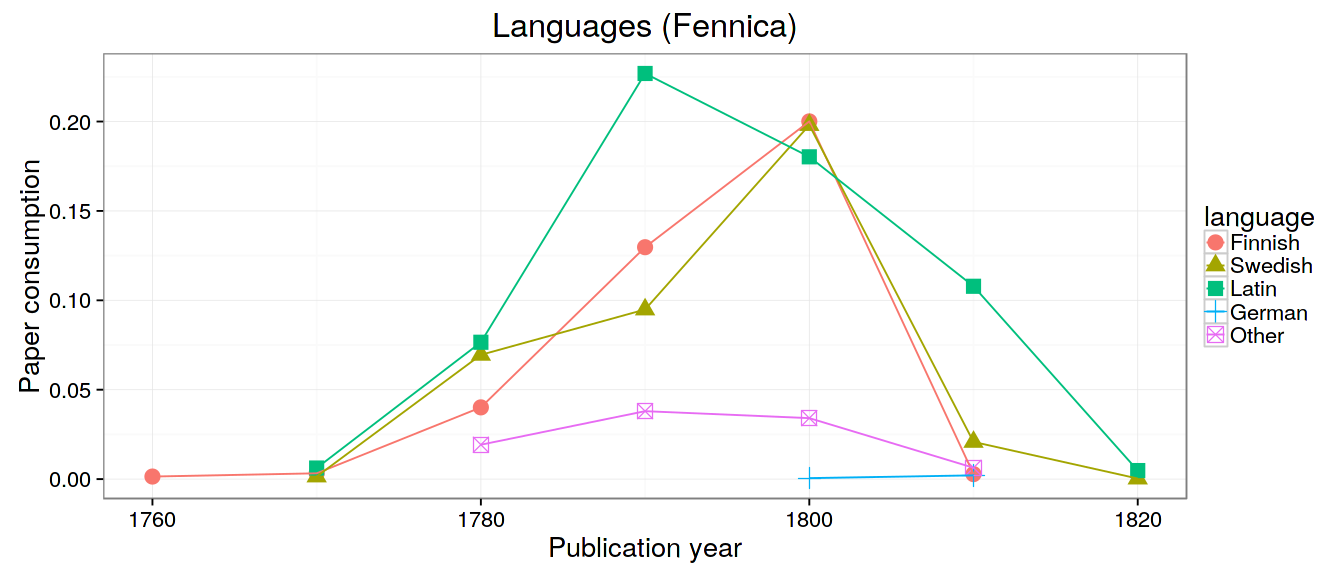 Languages (Fennica)
Paper consumption
0.20
0.15
0.10
0.05
0.00
1760 1780 1800 1820
Publication year
language
Finnish
Swedish
Latin
German
Other